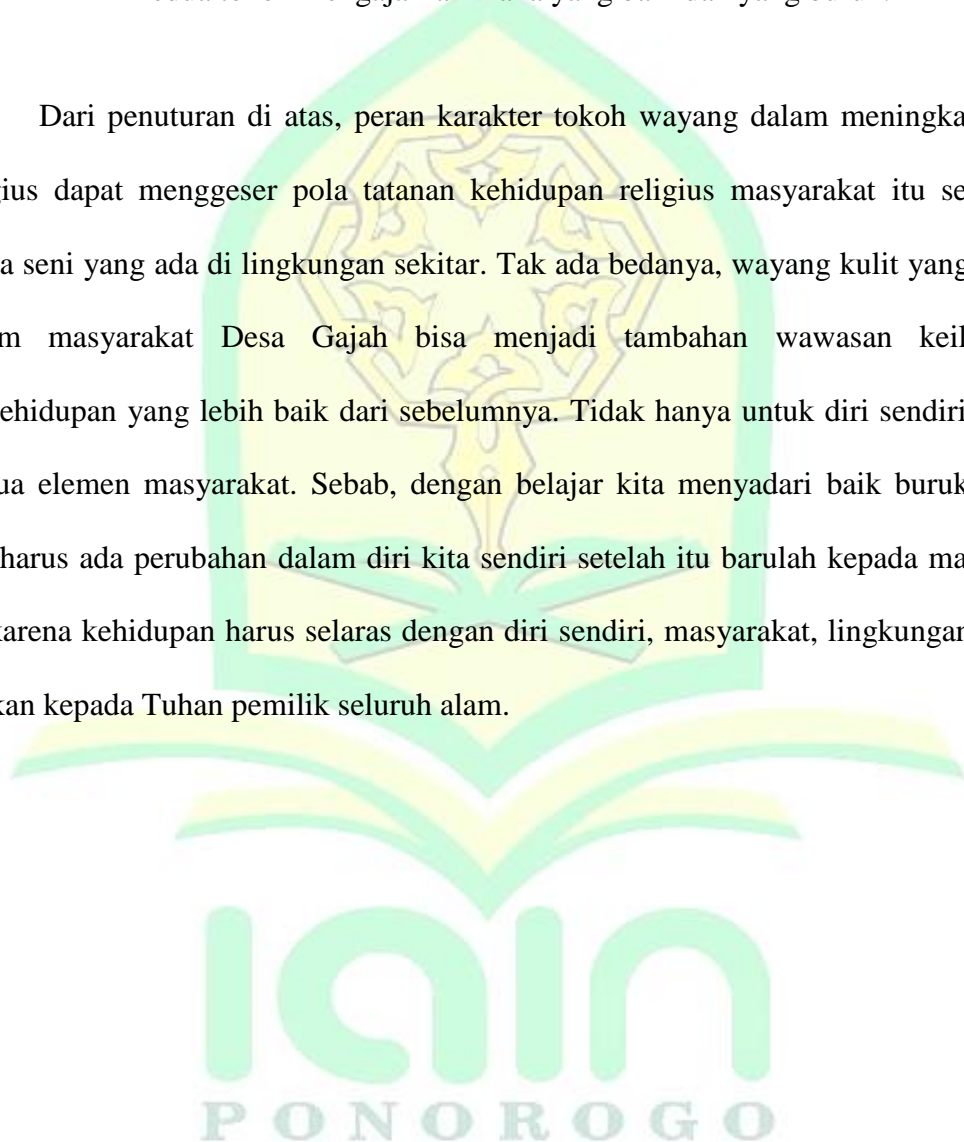 Dari penuturan di atas, peran karakter tokoh wayang dalam meningka
gius dapat menggeser pola tatanan kehidupan religius masyarakat itu se
a seni yang ada di lingkungan sekitar. Tak ada bedanya, wayang kulit yang
m masyarakat Desa Gajah bisa menjadi tambahan wawasan keil
ehidupan yang lebih baik dari sebelumnya. Tidak hanya untuk diri sendiri
ua elemen masyarakat. Sebab, dengan belajar kita menyadari baik buruk
harus ada perubahan dalam diri kita sendiri setelah itu barulah kepada ma
karena kehidupan harus selaras dengan diri sendiri, masyarakat, lingkungan
kan kepada Tuhan pemilik seluruh alam.
iain
PONOROGO